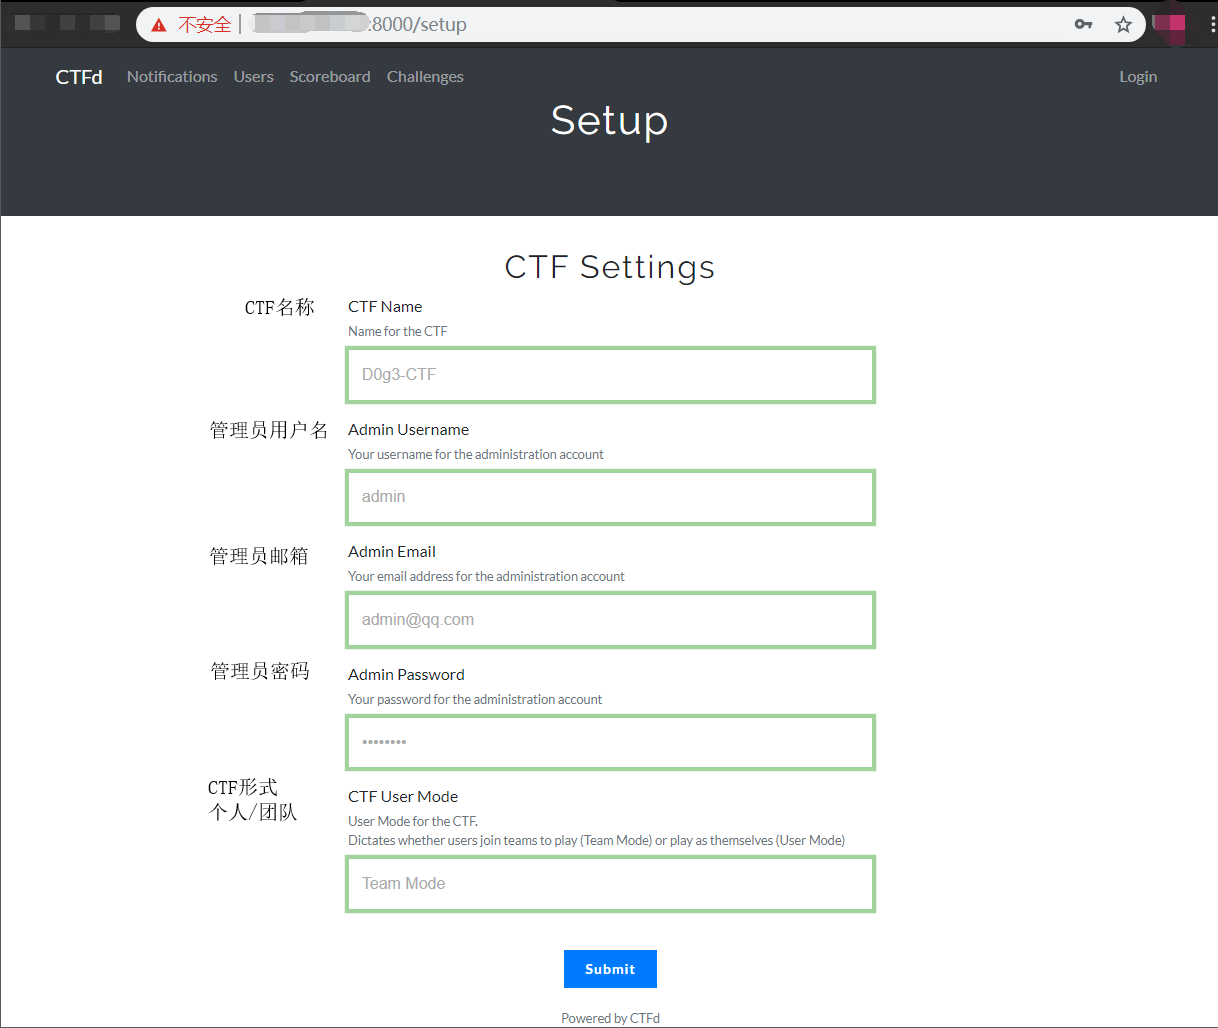 不安全 | :8000/setup
CTFd Notifications Users Scoreboard Challenges Login
Setup
CTF Settings
CTF名称 CTF Name
Name for the CTF
D0g3-CTF
管理员用户名 Admin Username
Your username for the administration account
admin
管理员邮箱 Admin Email
Your email address for the administration account
admin@qq.com
管理员密码 Admin Password
Your password for the administration account
••••••••
CTF形式
个人/团队
CTF User Mode
User Mode for the CTF.
Dictates whether users join teams to play (Team Mode) or play as themselves (User Mode)
Team Mode
Submit
Powered by CTFd